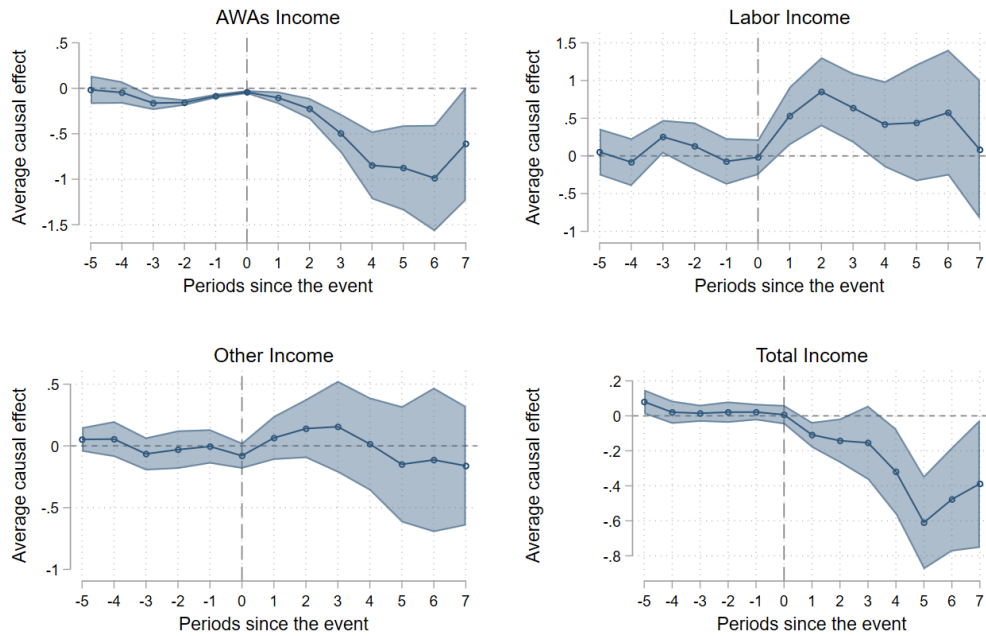 AWAs Income
Average causal effect
.5
0
-.5
-1
-1.5
-5 -4 -3 -2 -1 0 1 2 3 4 5 6 7
Periods since the event
Labor Income
Average causal effect
1.5
1
.5
0
-.5
-1
-5 -4 -3 -2 -1 0 1 2 3 4 5 6 7
Periods since the event
Other Income
Average causal effect
.5
0
-.5
-1
-5 -4 -3 -2 -1 0 1 2 3 4 5 6 7
Periods since the event
Total Income
Average causal effect
.2
0
-.2
-.4
-.6
-.8
-5 -4 -3 -2 -1 0 1 2 3 4 5 6 7
Periods since the event